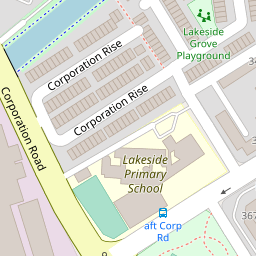 Lakeside
Grove
Playground
Corporation Rise
Corporation Rise
Corporation Road
Lakeside
Primary
School
aft Corp
Rd
367